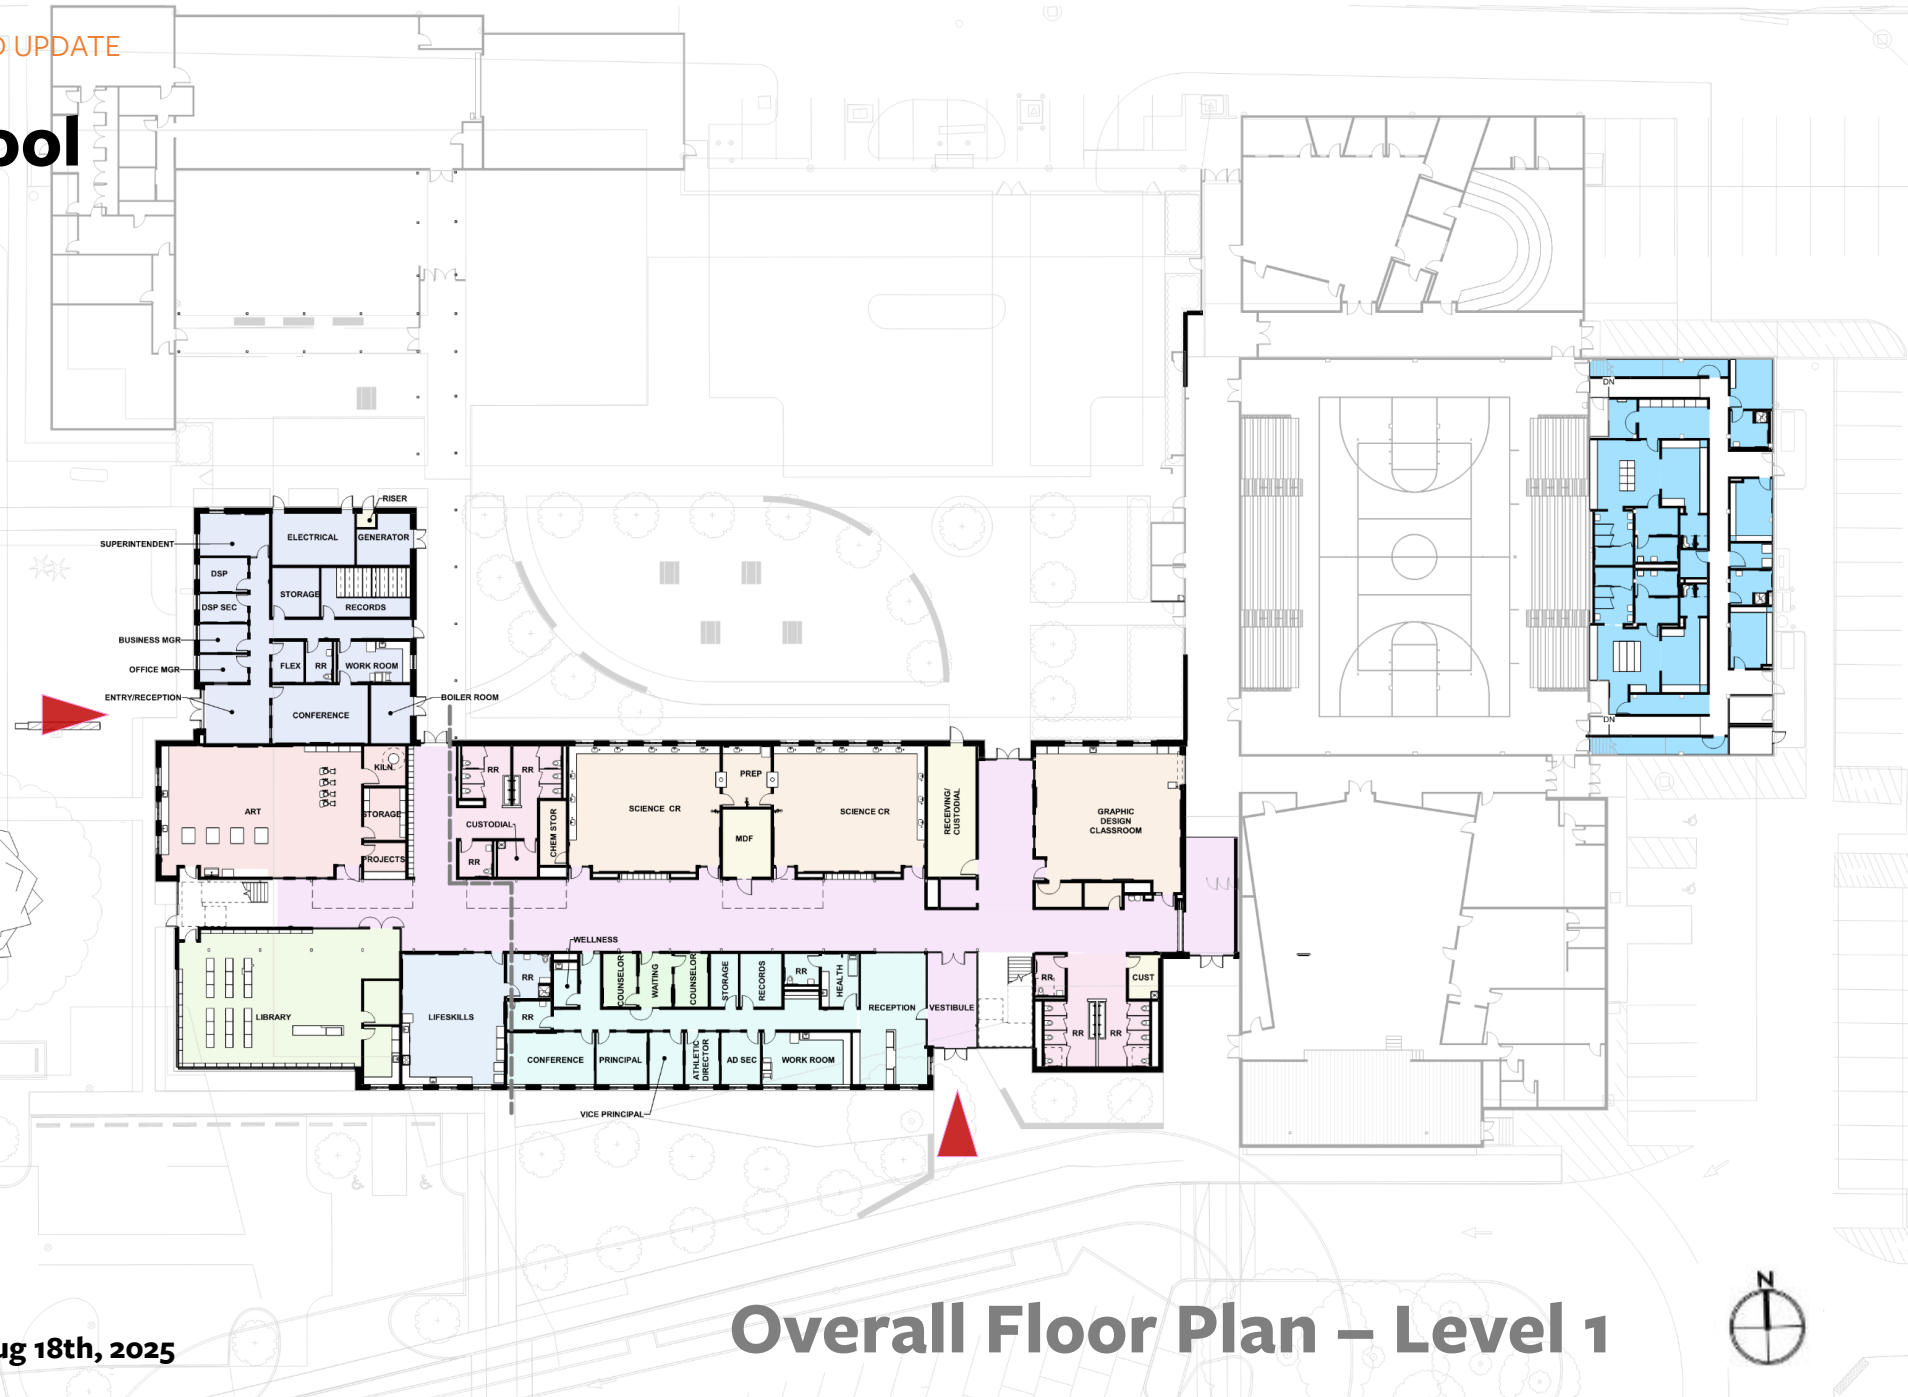 D UPDATE
ool
RISER
SUPERINTENDENT
ELECTRICAL
GENERATOR
DSP
STORAGE
DSP SEC
RECORDS
BUSINESS MGR
OFFICE MGR
FLEX
RR
WORK ROOM
ENTRY/RECEPTION
BOILER ROOM
CONFERENCE
DN
DN
KILN
ART
STORAGE
PROJECTS
RR
RR
CUSTODIAL
RR
CHEM STOR
SCIENCE CR
PREP
MDF
SCIENCE CR
RECEIVING/
CUSTODIAL
GRAPHIC
DESIGN
CLASSROOM
WELLNESS
LIBRARY
LIFESKILLS
RR
RR
COUNSELOR
WAITING
COUNSELOR
STORAGE
RECORDS
RR
HEALTH
RECEPTION
VESTIBULE
CONFERENCE
PRINCIPAL
ATHLETIC
DIRECTOR
AD SEC
WORK ROOM
VICE PRINCIPAL
RR
CUST
RR
RR
N
Overall Floor Plan – Level 1
ug 18th, 2025